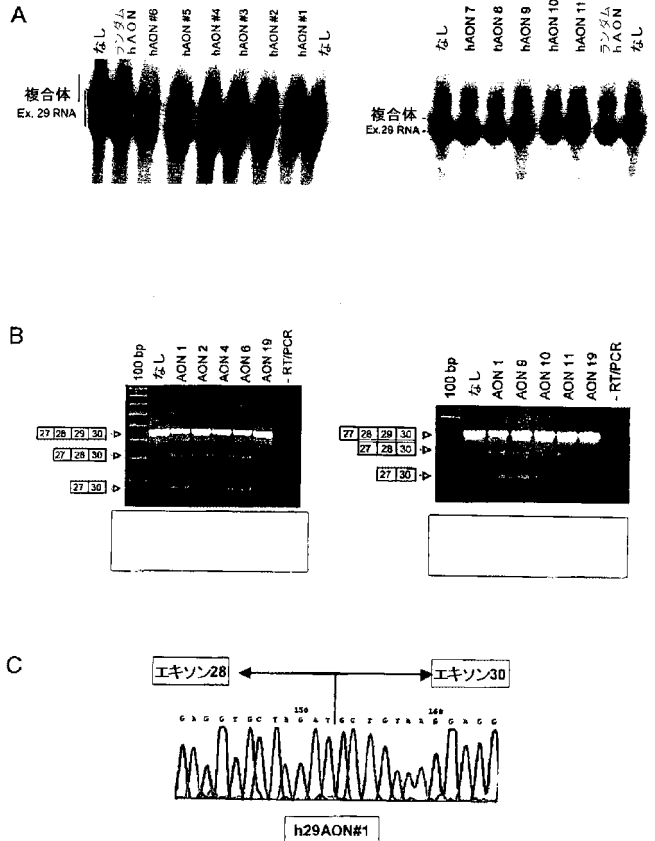 A
なし
ランダム
hAON
hAON #6
hAON #5
hAON #4
hAON #3
hAON #2
hAON #1
なし
複合体
Ex. 29 RNA
なし
hAON 7
hAON 8
hAON 9
hAON 10
hAON 11
ランダム
hAON
なし
複合体
Ex.29 RNA
B
100 bp
なし
AON 1
AON 2
AON 4
AON 6
AON 19
- RT/PCR
27 28 29 30
27 28 30
27 30
100 bp
なし
AON 1
AON 9
AON 10
AON 11
AON 19
- RT/PCR
27 28 29 30
27 28 30
27 30
C
エキソン28
エキソン30
150
160
h29AON#1